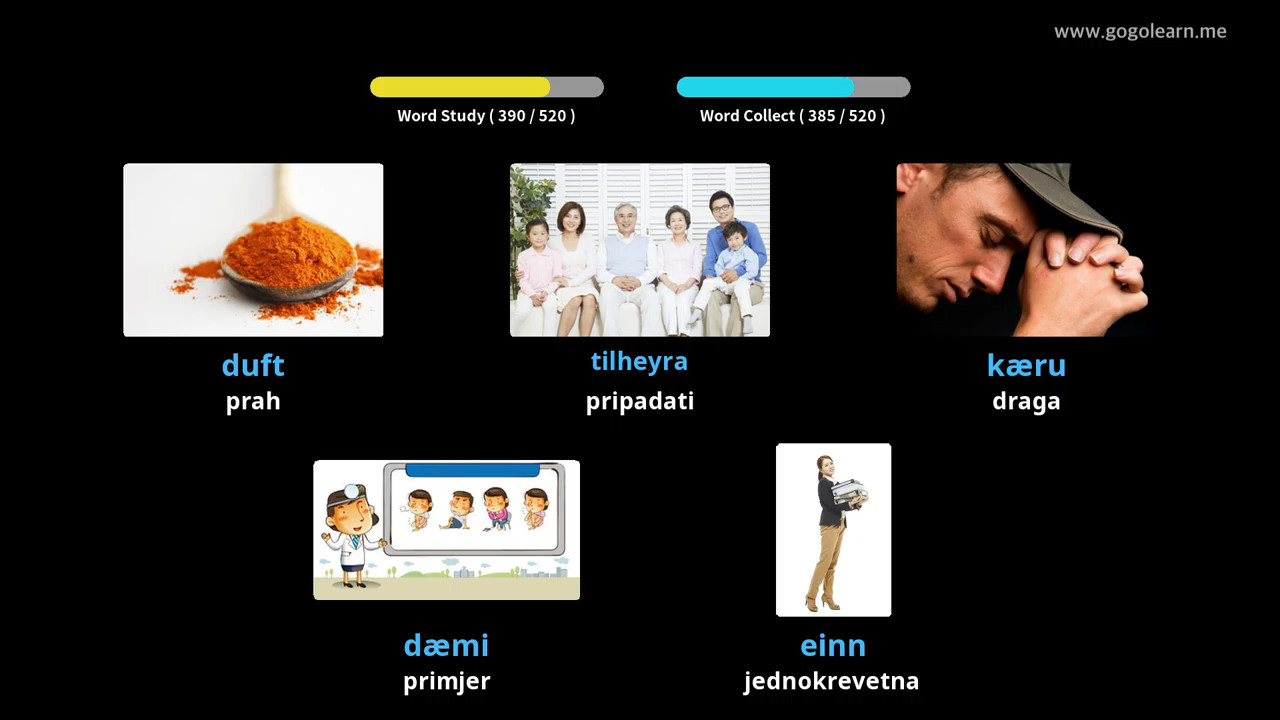 www.gogolearn.me
Word Study ( 390 / 520 )
Word Collect ( 385 / 520 )
duft
prah
tilheyra
pripadati
kæru
draga
dæmi
primjer
einn
jednokrevetna